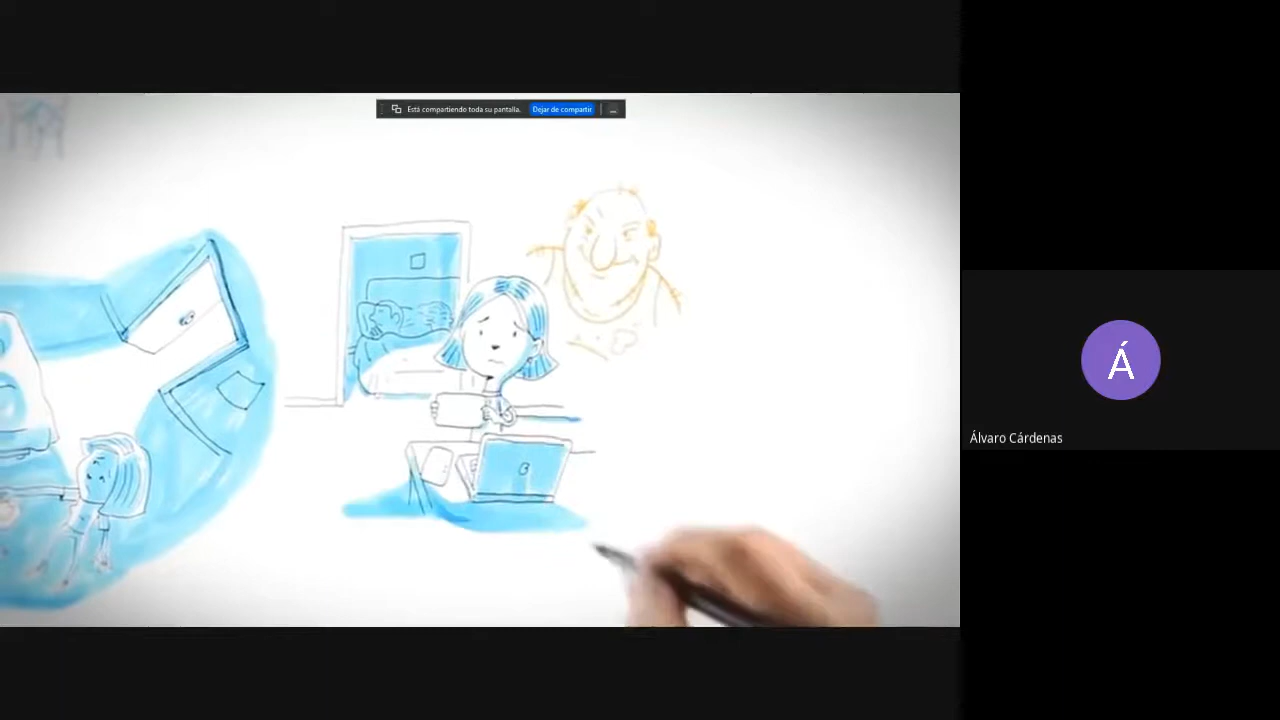 Está compartiendo toda su pantalla. Dejar de compartir
Á
Álvaro Cárdenas